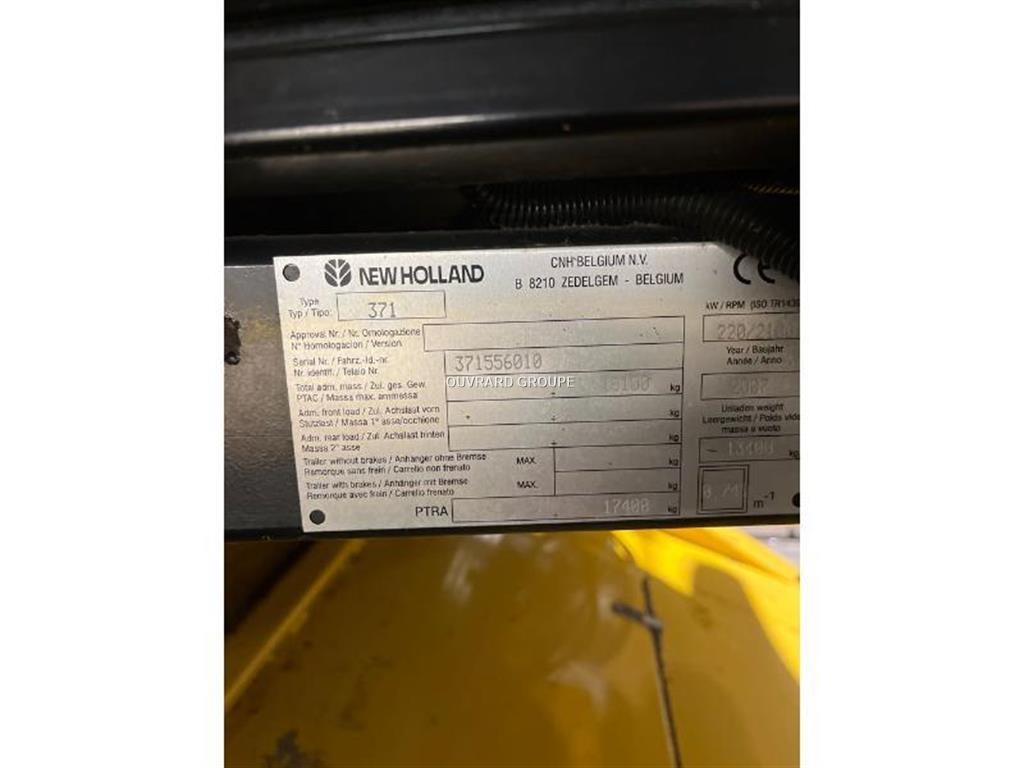 NEW HOLLAND
CNH BELGIUM N.V.
B 8210 ZEDELGEM - BELGIUM
CE
Type
Typ / Tipo:
371
kW / RPM (ISO
220/2100
Approval Nr. / Nr. Omologazione
N° Homologacion / Version
Year / Baujahr
Année / Anno
Serial Nr. / Fahrz.-Id.-nr.
Nr. identif. / Telaio Nr.
371556010
Total adm. mass / Zul. ges. Gew.
PTAC / Massa max. ammessa
kg
OUVRARD GROUPE
Unladen weight
Leergewicht / Poids vide
massa a vuoto
Adm. front load / Zul. Achslast vorn
Stutzlast / Massa 1° asse/occhione
kg
Adm. rear load / Zul. Achslast hinten
Massa 2° asse
kg
13400 kg
Trailer without brakes / Anhänger ohne Bremse
Remorque sans frein / Carrello non frenato
MAX.
kg
Trailer with brakes / Anhänger mit Bremse
Remorque avec frein / Carrello frenato
MAX.
kg
m-1
PTRA
17400 kg